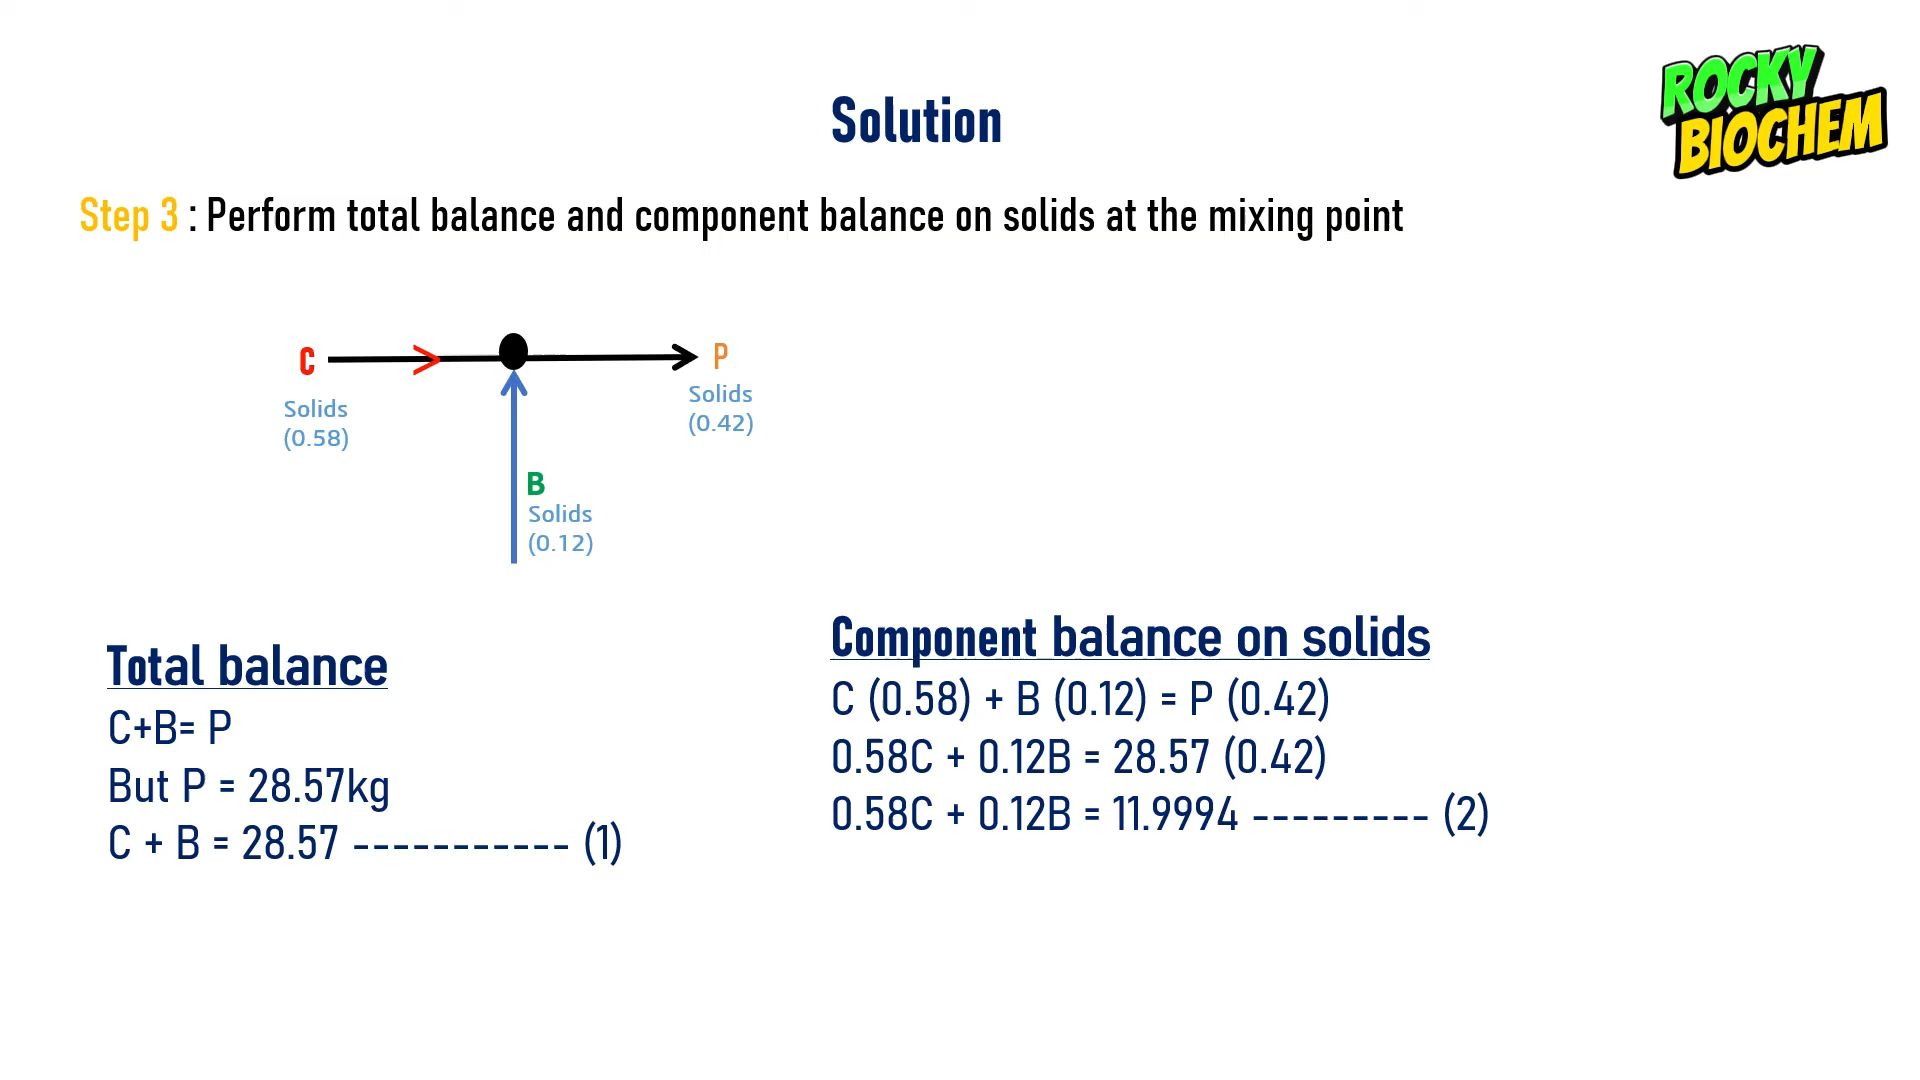 ROCKY
BIOCHEM
Solution
Step 3 : Perform total balance and component balance on solids at the mixing point
C
Solids
(0.58)
P
Solids
(0.42)
B
Solids
(0.12)
Total balance
C+B= P
But P = 28.57kg
C + B = 28.57 ----------- (1)
Component balance on solids
C (0.58) + B (0.12) = P (0.42)
0.58C + 0.12B = 28.57 (0.42)
0.58C + 0.12B = 11.9994 --------- (2)